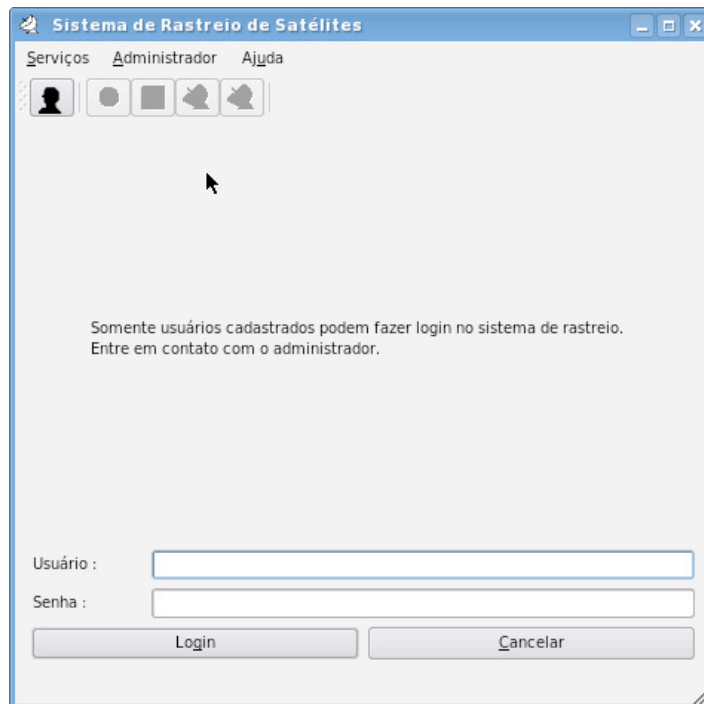 Sistema de Rastreio de Satélites
Serviços Administrador Ajuda
Somente usuários cadastrados podem fazer login no sistema de rastreio.
Entre em contato com o administrador.
Usuário :
Senha :
Login Cancelar